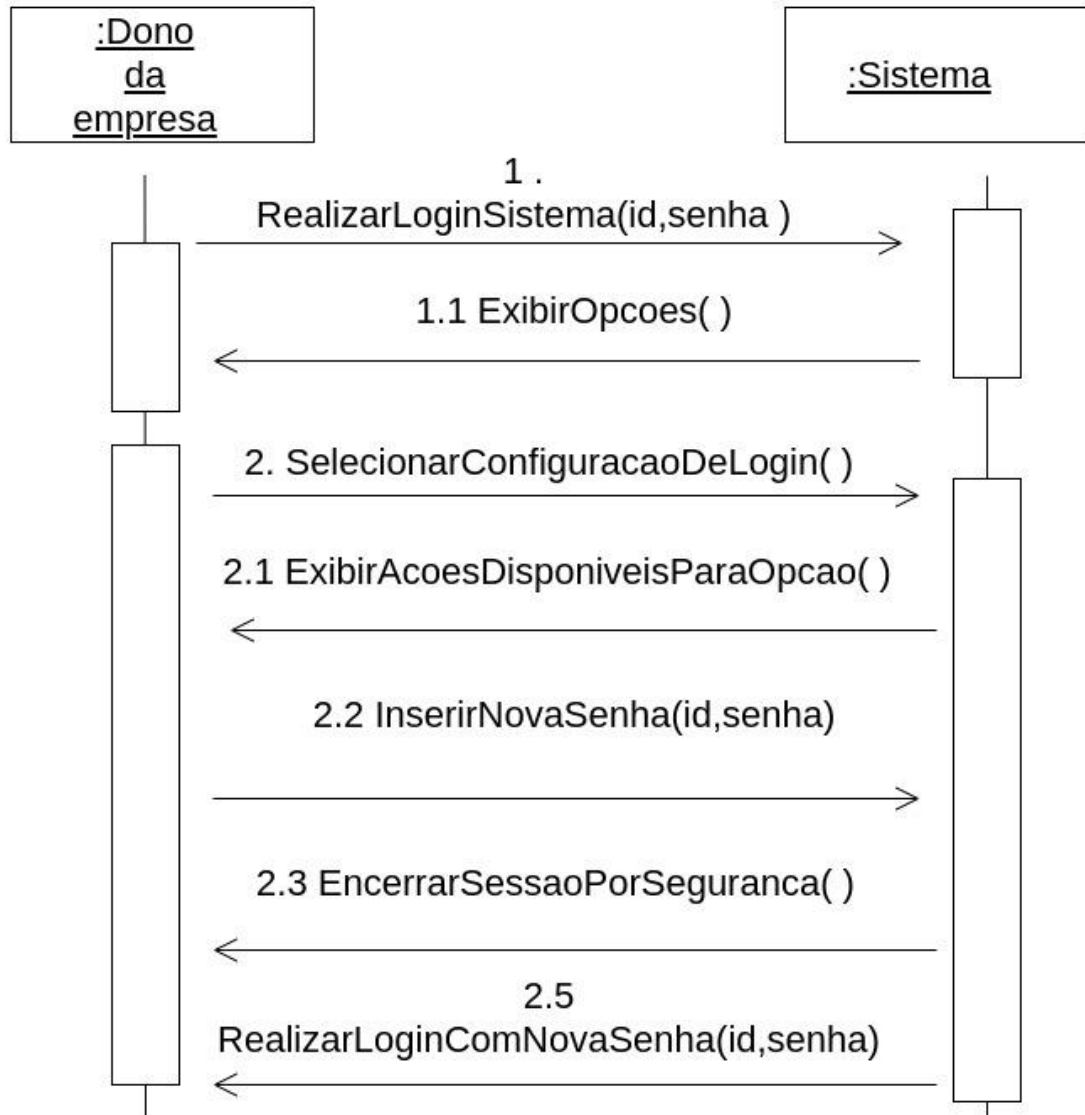 :Dono
da
empresa
:Sistema
1 .
RealizarLoginSistema(id,senha )
1.1 ExibirOpcoes( )
2. SelecionarConfiguracaoDeLogin( )
2.1 ExibirAcoesDisponiveisParaOpcao( )
2.2 InserirNovaSenha(id,senha)
2.3 EncerrarSessaoPorSeguranca( )
2.5
RealizarLoginComNovaSenha(id,senha)